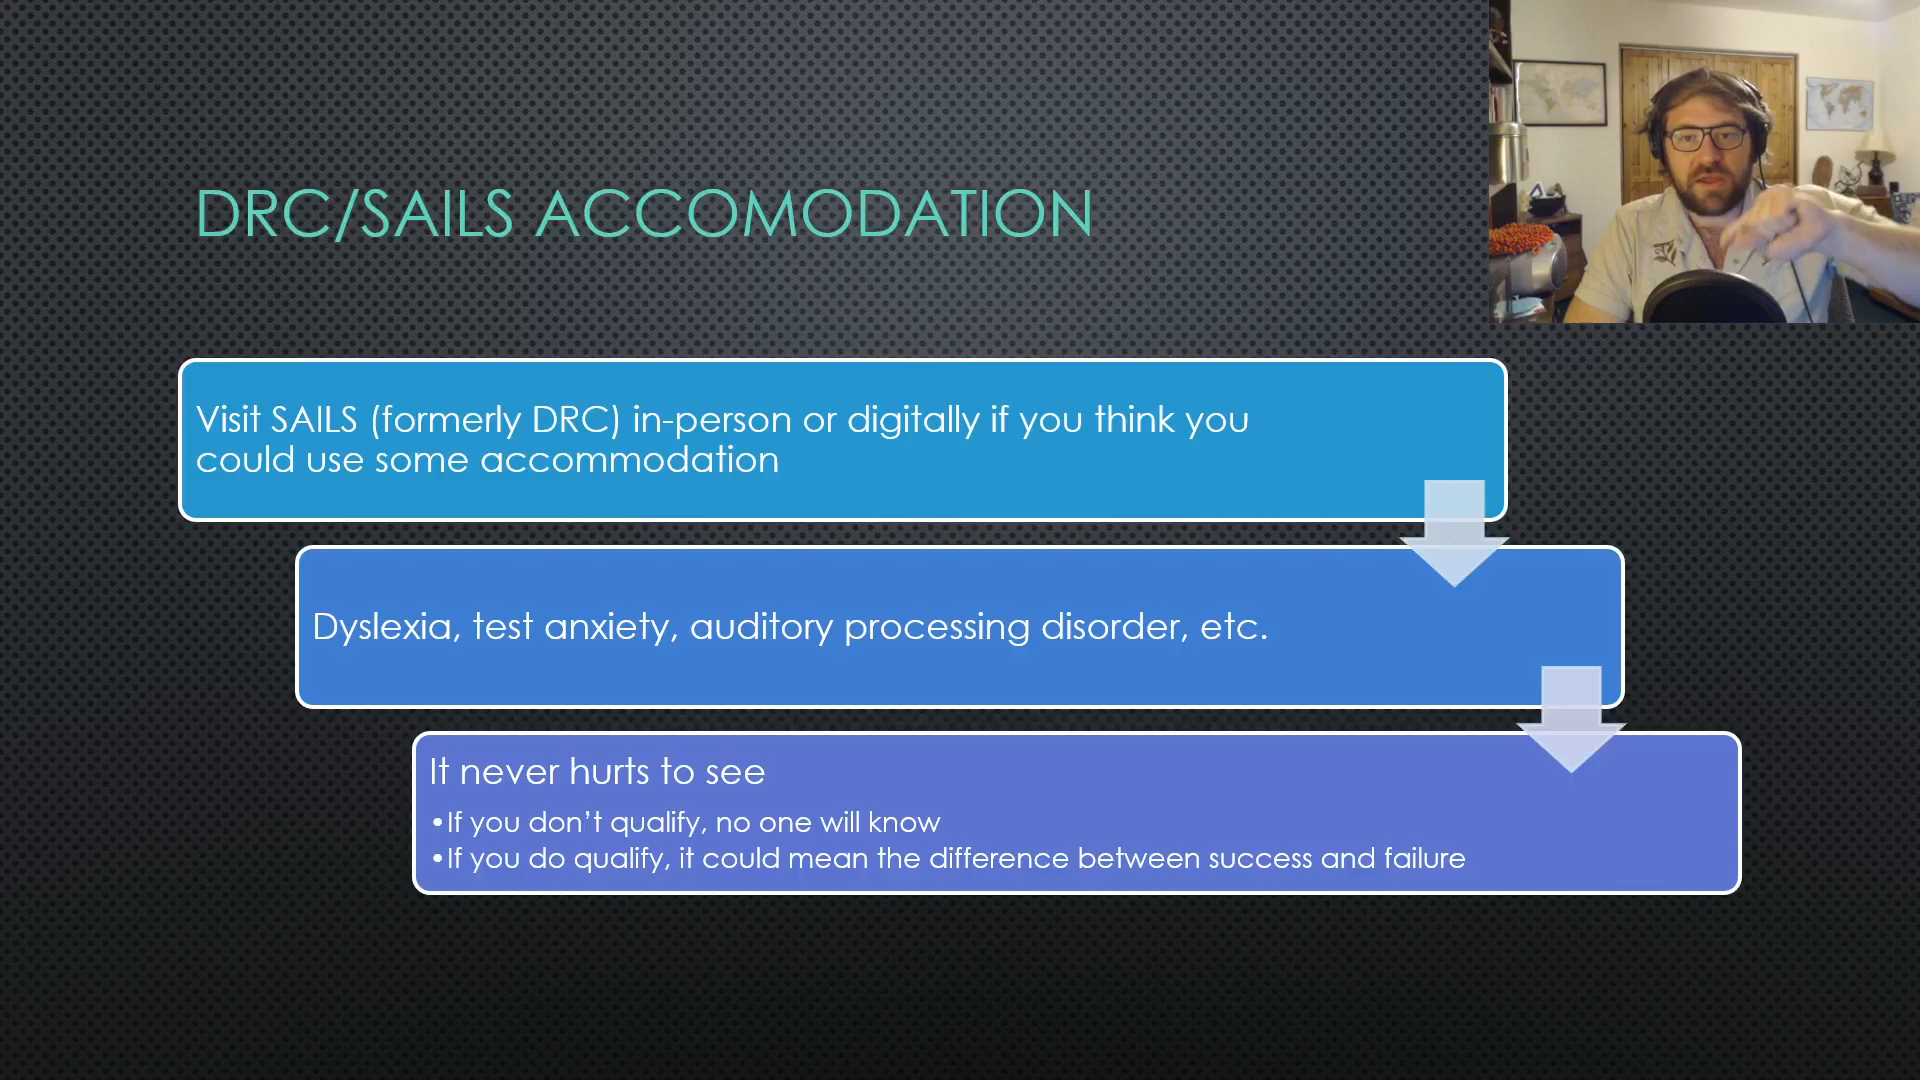 DRC/SAILS ACCOMODATION
Visit SAILS (formerly DRC) in-person or digitally if you think you
could use some accommodation
Dyslexia, test anxiety, auditory processing disorder, etc.
It never hurts to see
•If you don’t qualify, no one will know
•If you do qualify, it could mean the difference between success and failure